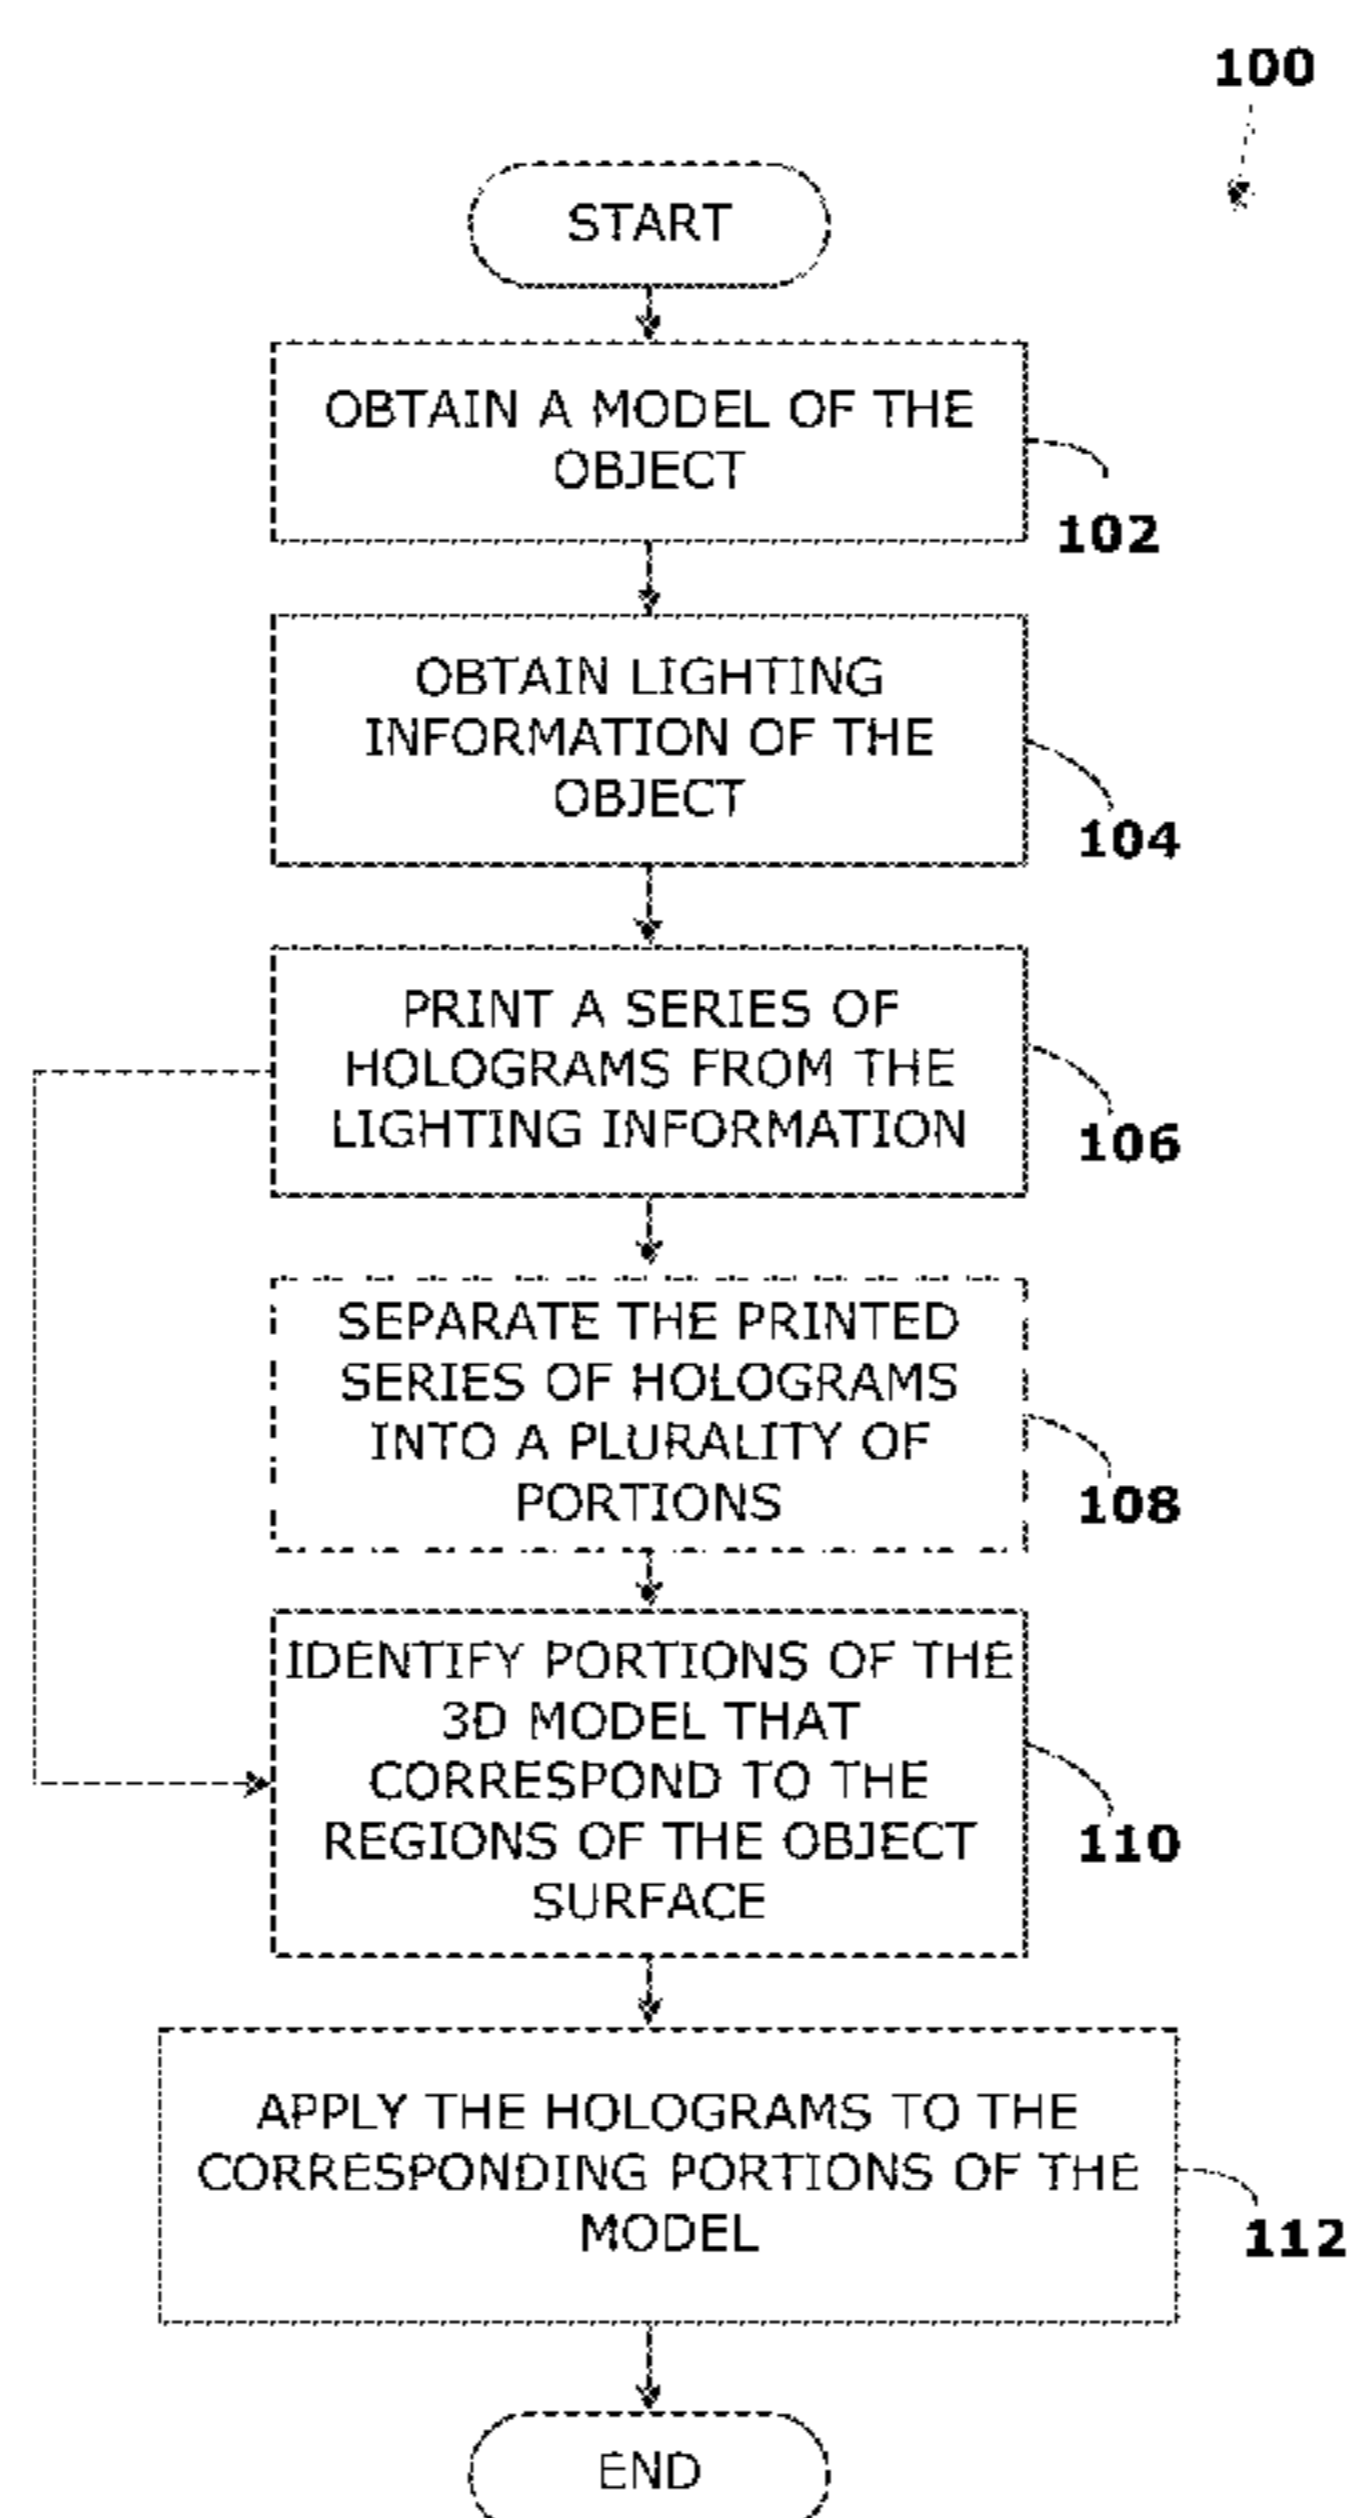 100
START
OBTAIN A MODEL OF THE
OBJECT
102
OBTAIN LIGHTING
INFORMATION OF THE
OBJECT
104
PRINT A SERIES OF
HOLOGRAMS FROM THE
LIGHTING INFORMATION
106
SEPARATE THE PRINTED
SERIES OF HOLOGRAMS
INTO A PLURALITY OF
PORTIONS
108
IDENTIFY PORTIONS OF THE
3D MODEL THAT
CORRESPOND TO THE
REGIONS OF THE OBJECT
SURFACE
110
APPLY THE HOLOGRAMS TO THE
CORRESPONDING PORTIONS OF THE
MODEL
112
END